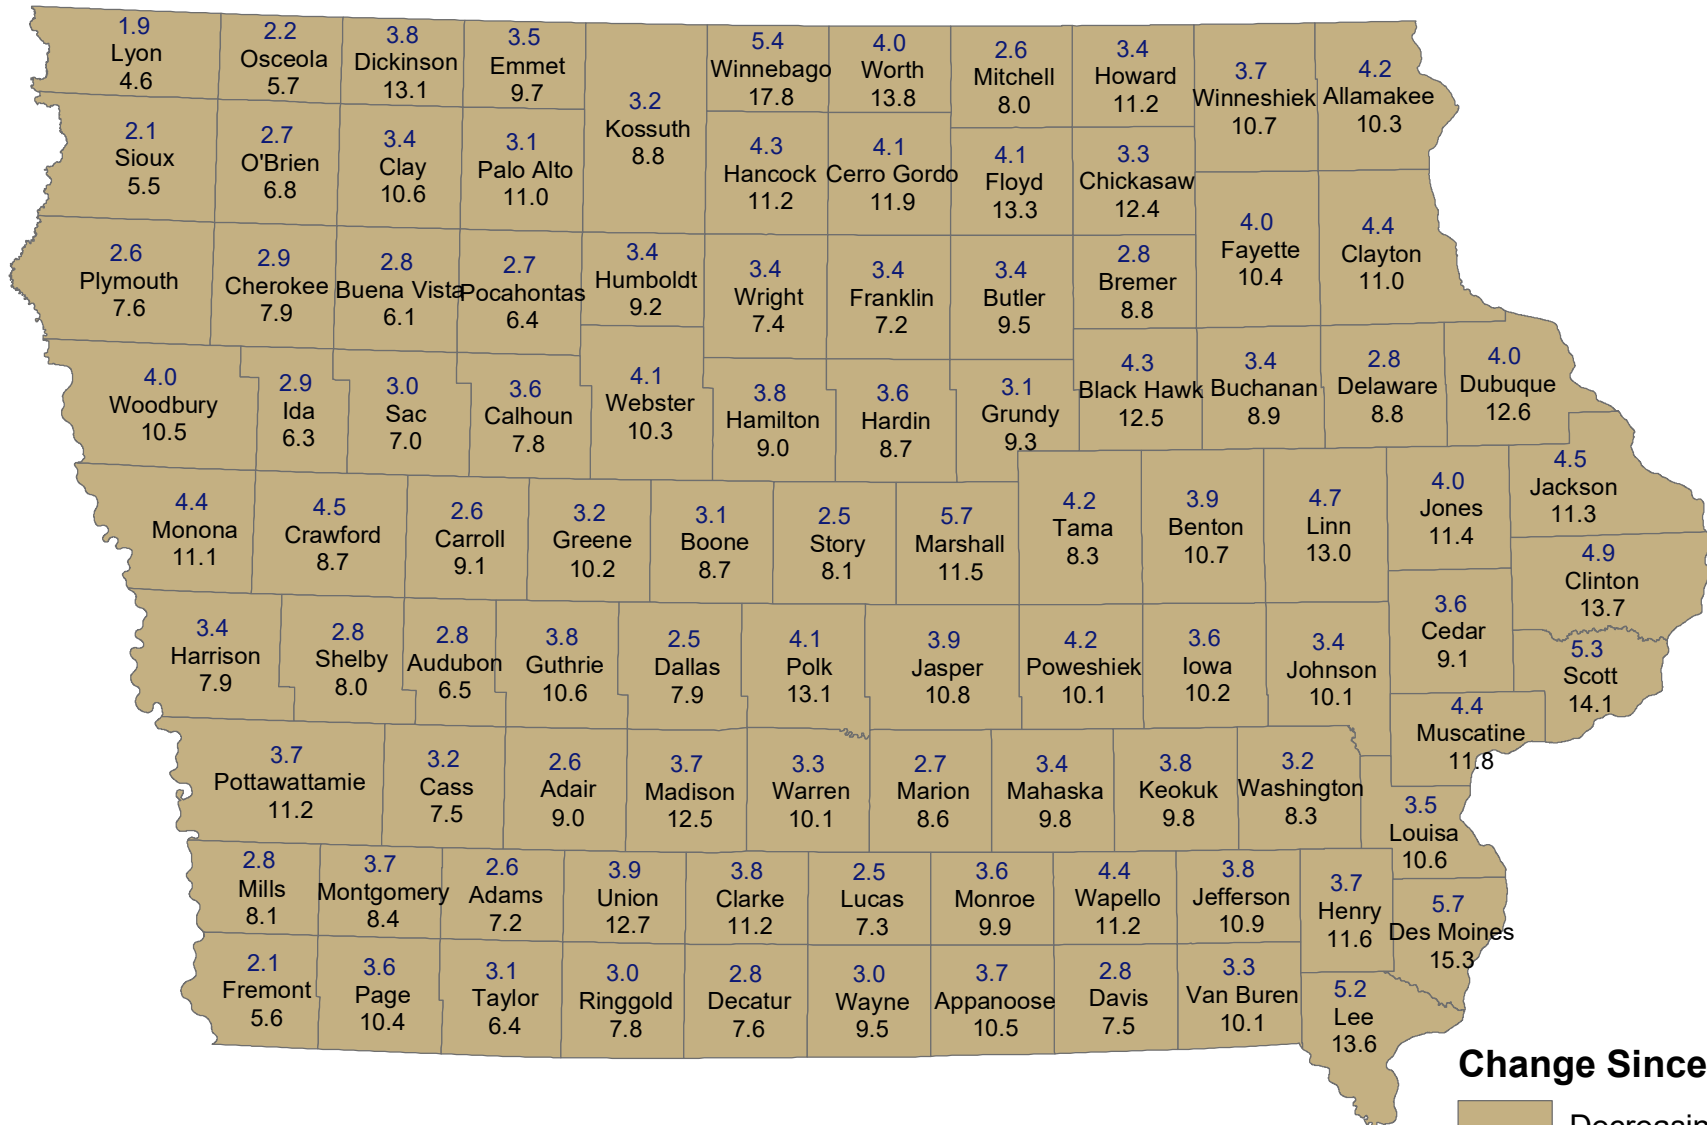 1.9
Lyon
4.6
2.2
Osceola
5.7
3.8
Dickinson
13.1
3.5
Emmet
9.7
3.2
Kossuth
8.8
5.4
Winnebago
17.8
4.0
Worth
13.8
2.6
Mitchell
8.0
3.4
Howard
11.2
3.7
Winneshiek
10.7
4.2
Allamakee
10.3
2.1
Sioux
5.5
2.7
O'Brien
6.8
3.4
Clay
10.6
3.1
Palo Alto
11.0
4.3
Hancock
11.2
4.1
Cerro Gordo
11.9
4.1
Floyd
13.3
3.3
Chickasaw
12.4
2.6
Plymouth
7.6
2.9
Cherokee
7.9
2.8
Buena Vista
6.1
2.7
Pocahontas
6.4
3.4
Humboldt
9.2
3.4
Wright
7.4
3.4
Franklin
7.2
3.4
Butler
9.5
2.8
Bremer
8.8
4.0
Fayette
10.4
4.4
Clayton
11.0
4.0
Woodbury
10.5
2.9
Ida
6.3
3.0
Sac
7.0
3.6
Calhoun
7.8
4.1
Webster
10.3
3.8
Hamilton
9.0
3.6
Hardin
8.7
3.1
Grundy
9.3
4.3
Black Hawk
12.5
3.4
Buchanan
8.9
2.8
Delaware
8.8
4.0
Dubuque
12.6
4.4
Monona
11.1
4.5
Crawford
8.7
2.6
Carroll
9.1
3.2
Greene
10.2
3.1
Boone
8.7
2.5
Story
8.1
5.7
Marshall
11.5
4.2
Tama
8.3
3.9
Benton
10.7
4.7
Linn
13.0
4.0
Jones
11.4
4.5
Jackson
11.3
4.9
Clinton
13.7
3.4
Harrison
7.9
2.8
Shelby
8.0
2.8
Audubon
6.5
3.8
Guthrie
10.6
2.5
Dallas
7.9
4.1
Polk
13.1
3.9
Jasper
10.8
4.2
Poweshiek
10.1
3.6
Iowa
10.2
3.4
Johnson
10.1
3.6
Cedar
9.1
5.3
Scott
14.1
4.4
Muscatine
11.8
3.7
Pottawattamie
11.2
3.2
Cass
7.5
2.6
Adair
9.0
3.7
Madison
12.5
3.3
Warren
10.1
2.7
Marion
8.6
3.4
Mahaska
9.8
3.8
Keokuk
9.8
3.2
Washington
8.3
3.5
Louisa
10.6
2.8
Mills
8.1
3.7
Montgomery
8.4
2.6
Adams
7.2
3.9
Union
12.7
3.8
Clarke
11.2
2.5
Lucas
7.3
3.6
Monroe
9.9
4.4
Wapello
11.2
3.8
Jefferson
10.9
3.7
Henry
11.6
5.7
Des Moines
15.3
2.1
Fremont
5.6
3.6
Page
10.4
3.1
Taylor
6.4
3.0
Ringgold
7.8
2.8
Decatur
7.6
3.0
Wayne
9.5
3.7
Appanoose
10.5
2.8
Davis
7.5
3.3
Van Buren
10.1
5.2
Lee
13.6
Change Since